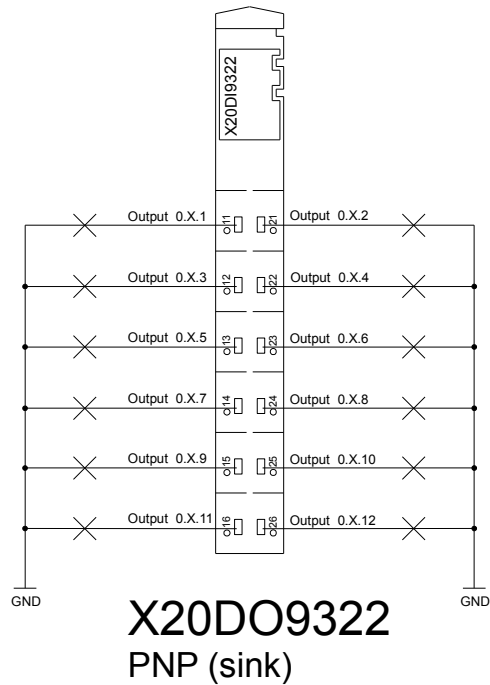 X20DI9322
Output 0.X.1
11
21
Output 0.X.2
Output 0.X.3
12
22
Output 0.X.4
Output 0.X.5
13
23
Output 0.X.6
Output 0.X.7
14
24
Output 0.X.8
Output 0.X.9
15
25
Output 0.X.10
Output 0.X.11
16
26
Output 0.X.12
GND
GND
X20DO9322
PNP (sink)